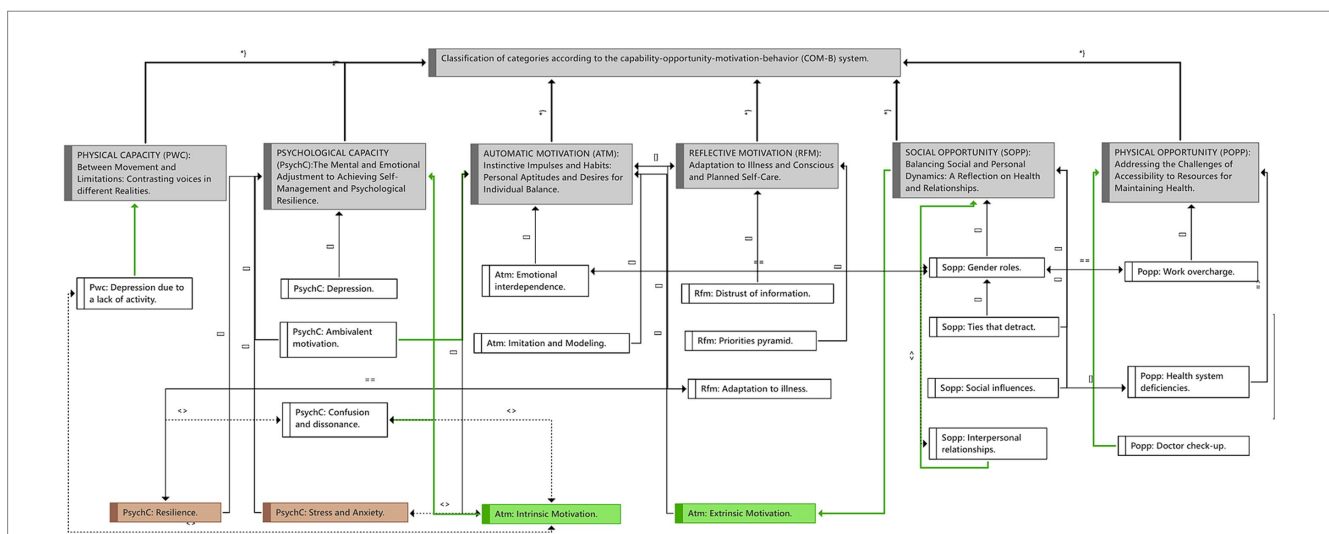 Classification of categories according to the capability-opportunity-motivation-behavior (COM-B) system.
*}
*}
*}
*}
*}
*}
PHYSICAL CAPACITY (PWC):
Between Movement and
Limitations: Contrasting voices in
different Realities.
PSYCHOLOGICAL CAPACITY
(PsychC):The Mental and Emotional
Adjustment to Achieving Self-
Management and Psychological
Resilience.
AUTOMATIC MOTIVATION (ATM):
Instinctive Impulses and Habits:
Personal Aptitudes and Desires for
Individual Balance.
[]
REFLECTIVE MOTIVATION (RFM):
Adaptation to Illness and Conscious
and Planned Self-Care.
SOCIAL OPPORTUNITY (SOPP):
Balancing Social and Personal
Dynamics: A Reflection on Health
and Relationships.
PHYSICAL OPPORTUNITY (POPP):
Addressing the Challenges of
Accessibility to Resources for
Maintaining Health.
Pwc: Depression due to
a lack of activity.
PsychC: Depression.
Atm: Emotional
interdependence.
==
Rfm: Distrust of information.
Sopp: Gender roles.
==
Popp: Work overcharge.
PsychC: Ambivalent
motivation.
Atm: Imitation and Modeling.
Rfm: Priorities pyramid.
Sopp: Ties that detract.
==
Rfm: Adaptation to illness.
Sopp: Social influences.
[]
Popp: Health system
deficiencies.
<>
PsychC: Confusion
and dissonance.
<>
<>
Sopp: Interpersonal
relationships.
Popp: Doctor check-up.
PsychC: Resilience.
<>
PsychC: Stress and Anxiety.
<>
Atm: Intrinsic Motivation.
Atm: Extrinsic Motivation.